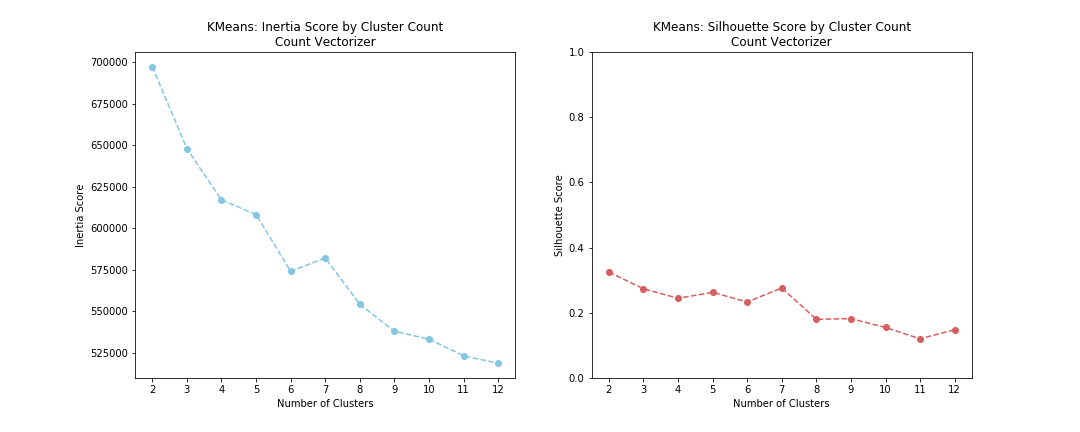 KMeans: Inertia Score by Cluster Count
Count Vectorizer
700000
675000
650000
625000
600000
575000
550000
525000
Inertia Score
2 3 4 5 6 7 8 9 10 11 12
Number of Clusters
KMeans: Silhouette Score by Cluster Count
Count Vectorizer
1.0
0.8
0.6
0.4
0.2
0.0
Silhouette Score
2 3 4 5 6 7 8 9 10 11 12
Number of Clusters